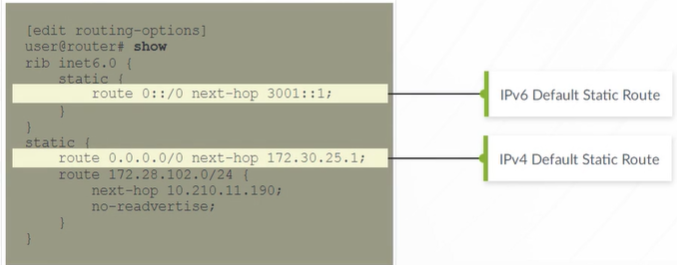 [edit routing-options]
user@router# show
rib inet6.0 {
static {
route 0::/0 next-hop 3001::1;
}
}
static {
route 0.0.0.0/0 next-hop 172.30.25.1;
route 172.28.102.0/24 {
next-hop 10.210.11.190;
no-readvertise;
}
}
IPv6 Default Static Route
IPv4 Default Static Route